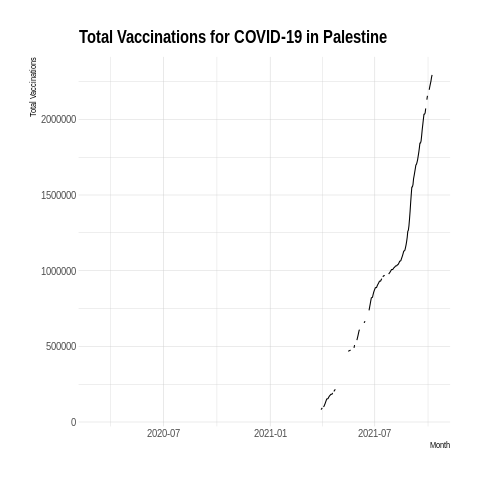 Total Vaccinations for COVID-19 in Palestine
Total Vaccinations
2000000
1500000
1000000
500000
0
2020-07
2021-01
2021-07
Month